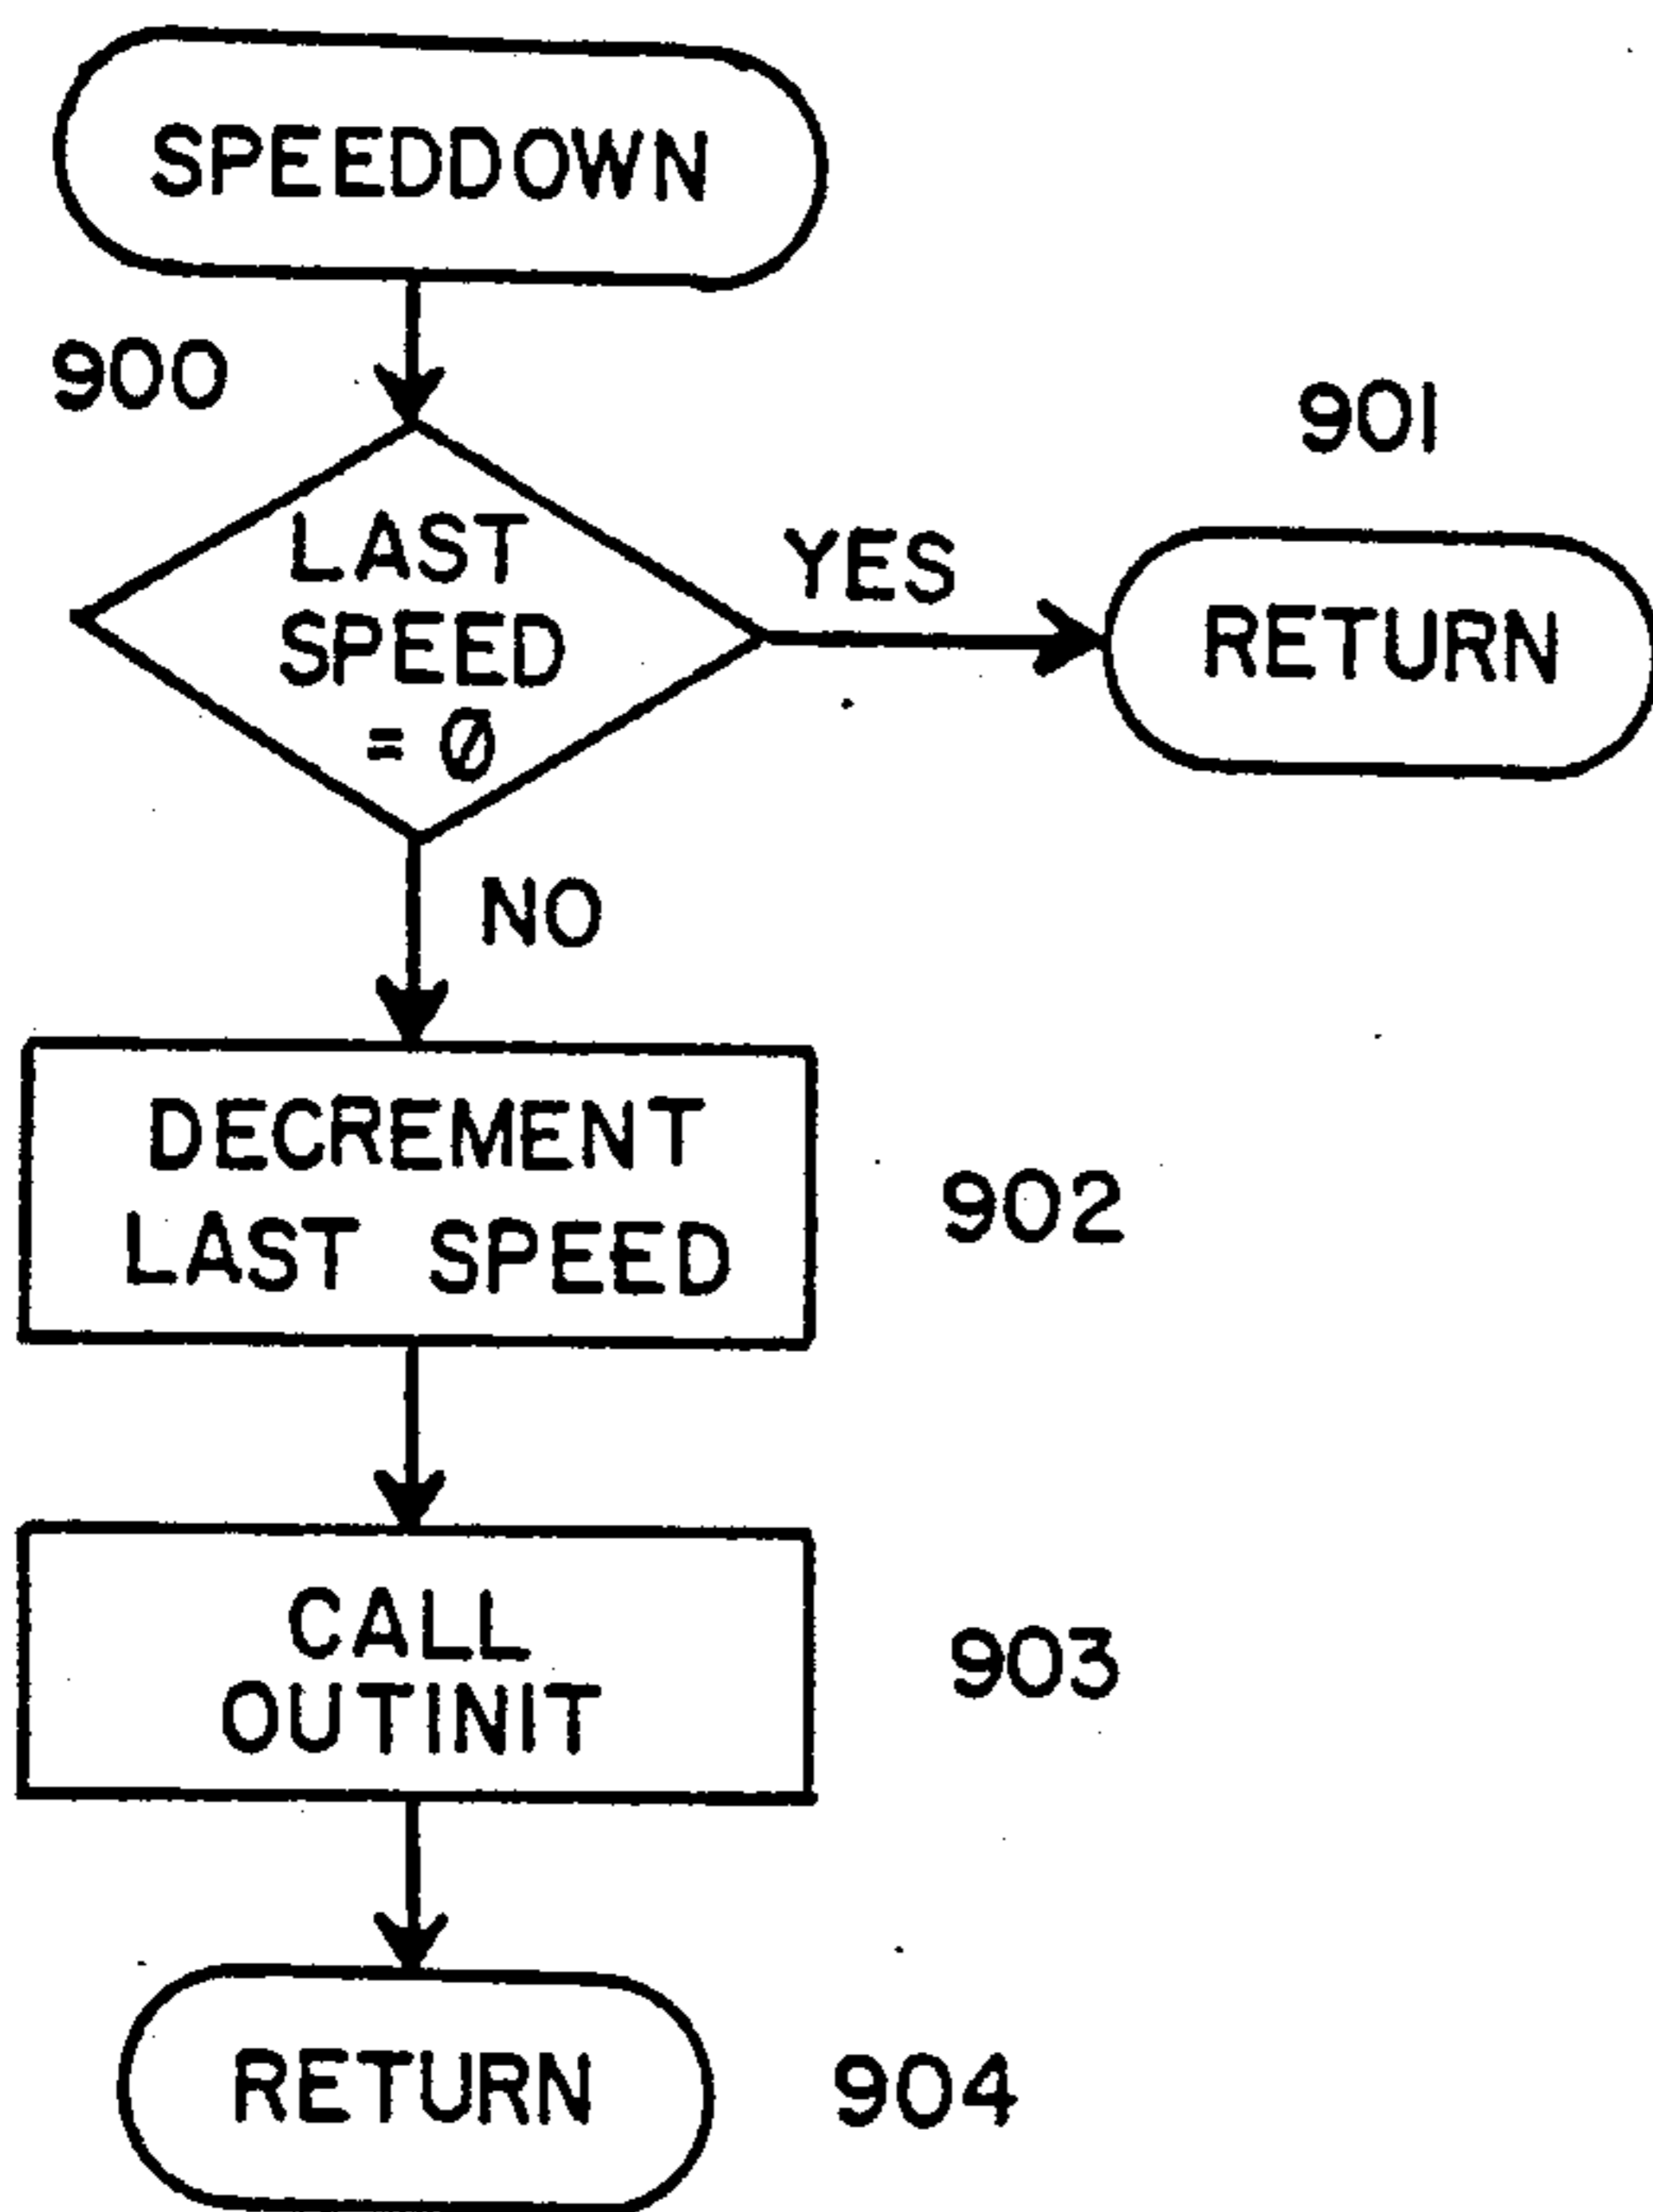 SPEEDDOWN
900
901
LAST
SPEED
= Ø
YES
RETURN
NO
DECREMENT
LAST SPEED
902
CALL
OUTINIT
903
RETURN
904